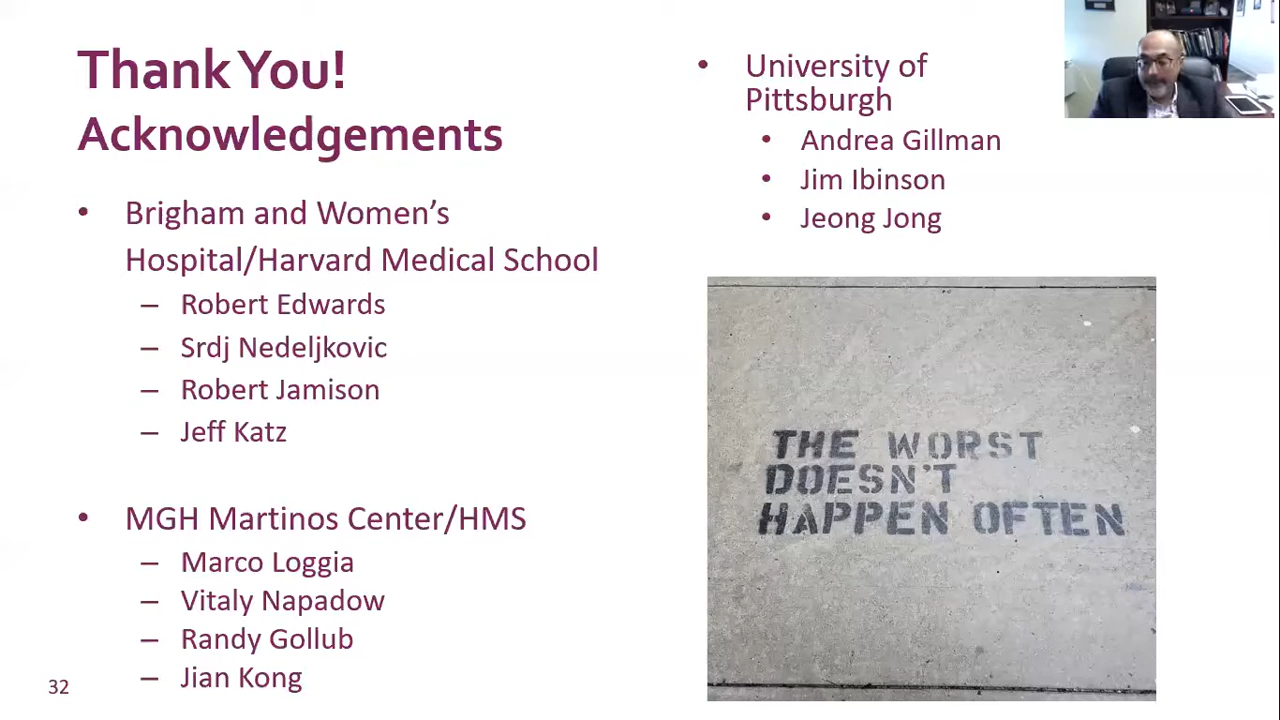 Thank You!
Acknowledgements
• Brigham and Women's
Hospital/Harvard Medical School
– Robert Edwards
– Srdj Nedeljkovic
– Robert Jamison
– Jeff Katz
• MGH Martinos Center/HMS
– Marco Loggia
– Vitaly Napadow
– Randy Gollub
– Jian Kong
32
• University of
Pittsburgh
• Andrea Gillman
• Jim Ibinson
• Jeong Jong
THE WORST
DOESN'T
HAPPEN OFTEN